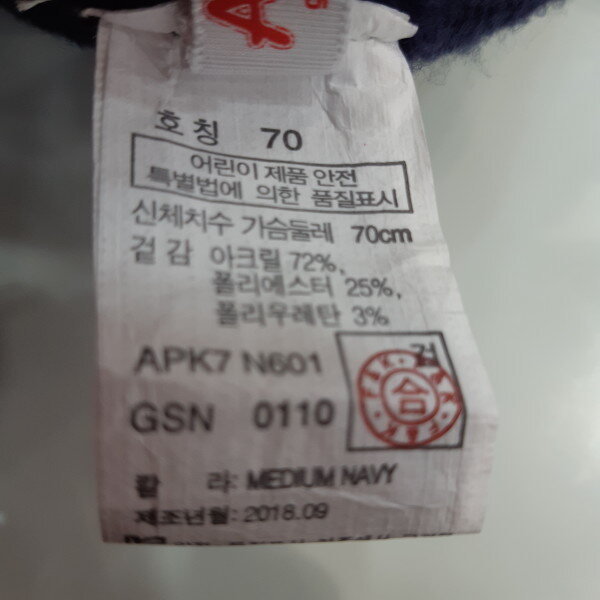 호칭 70
어린이 제품 안전
특별법에 의한 품질표시
신체치수 가슴둘레 70cm
겉감 아크릴 72%,
폴리에스터 25%,
폴리우레탄 3%
APK7 N601
검
합
GSN 0110
칼라: MEDIUM NAVY
제조년월: 2018.09